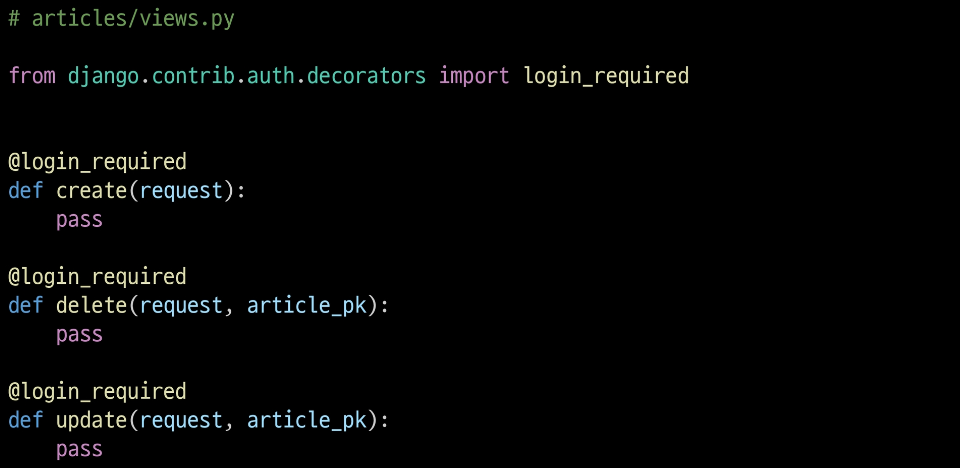 # articles/views.py
from django.contrib.auth.decorators import login_required
@login_required
def create(request):
    pass
@login_required
def delete(request, article_pk):
    pass
@login_required
def update(request, article_pk):
    pass